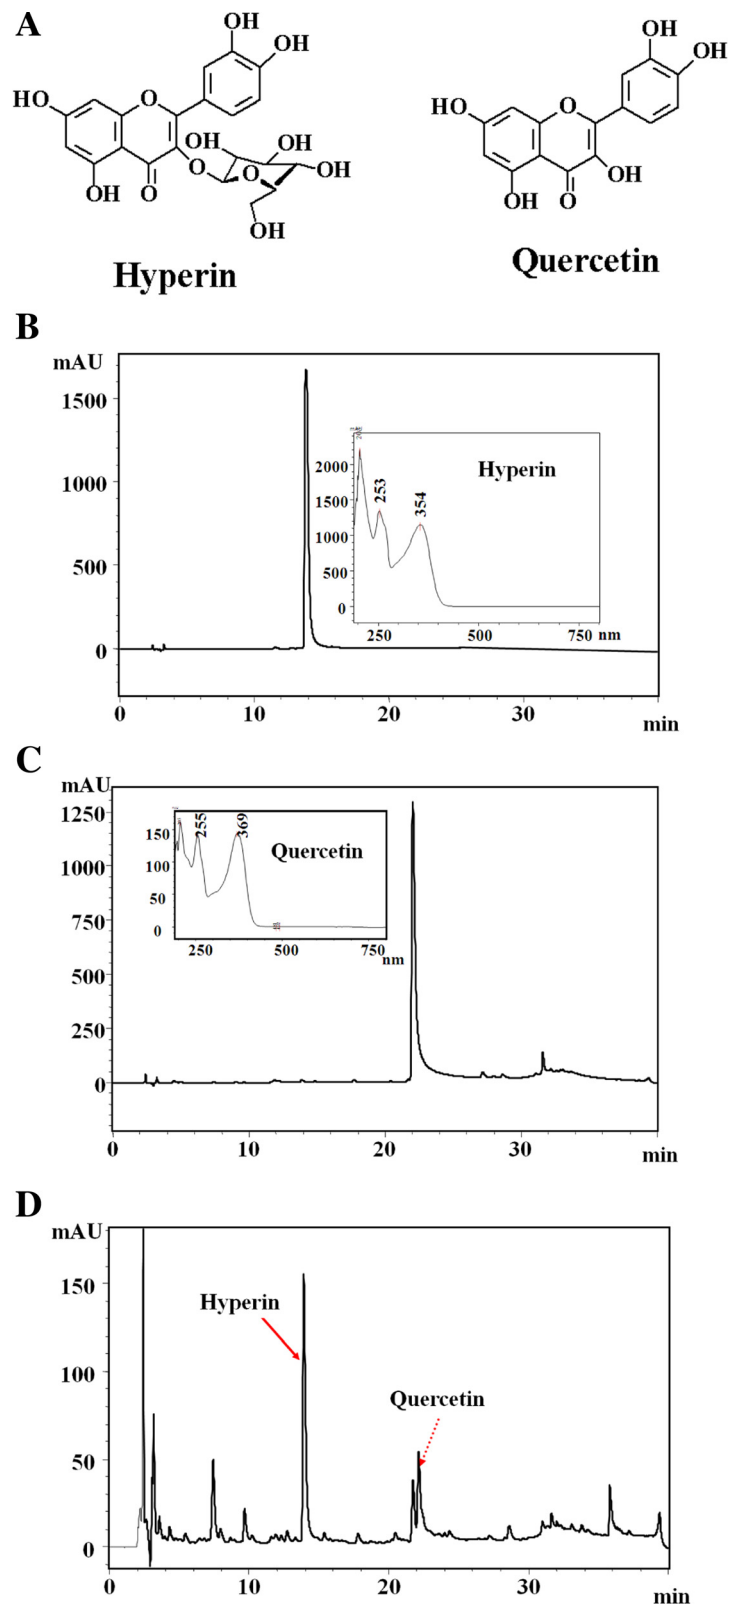 A
OH
OH
HO
O
OH
OH
O
O
OH
OH
O
OH
Hyperin
OH
OH
HO
O
OH
OH
O
Quercetin
B
mAU
1500
1000
500
0
2000
1500
1000
500
0
253
354
Hyperin
250 500 750 nm
0 10 20 30
min
C
mAU
1250
1000
750
500
250
0
150
100
50
0
255
369
Quercetin
250 500 750
nm
0 10 20 30
min
D
mAU
150
100
50
0
Hyperin
Quercetin
0 10 20 30
min